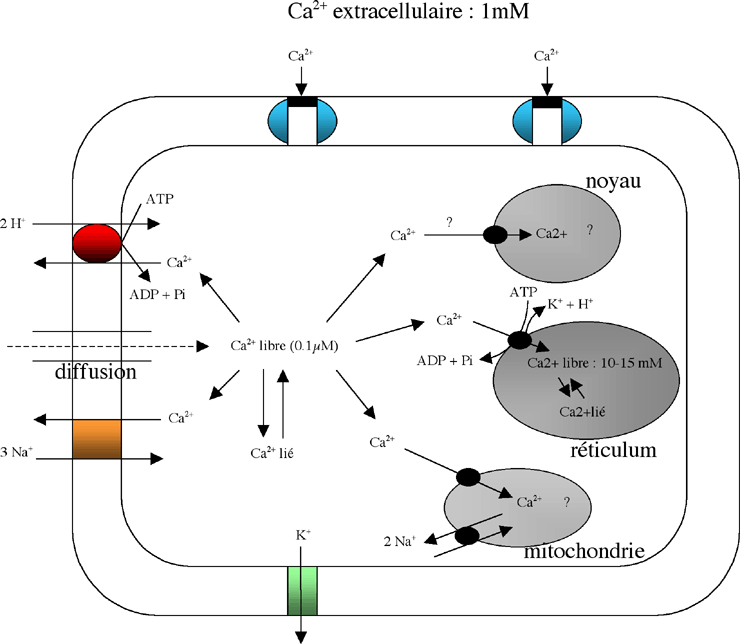 Ca²⁺ extracellulaire : 1mM
Ca²⁺
Ca²⁺
noyau
ATP
2 H⁺
Ca²⁺
?
Ca2+
?
Ca²⁺
ADP + Pi
ATP
K⁺ + H⁺
Ca²⁺
Ca²⁺ libre (0.1µM)
ADP + Pi
Ca2+ libre : 10-15 mM
diffusion
Ca2+lié
Ca²⁺
3 Na⁺
Ca²⁺ lié
Ca²⁺
réticulum
Ca²⁺
?
K⁺
2 Na⁺
mitochondrie